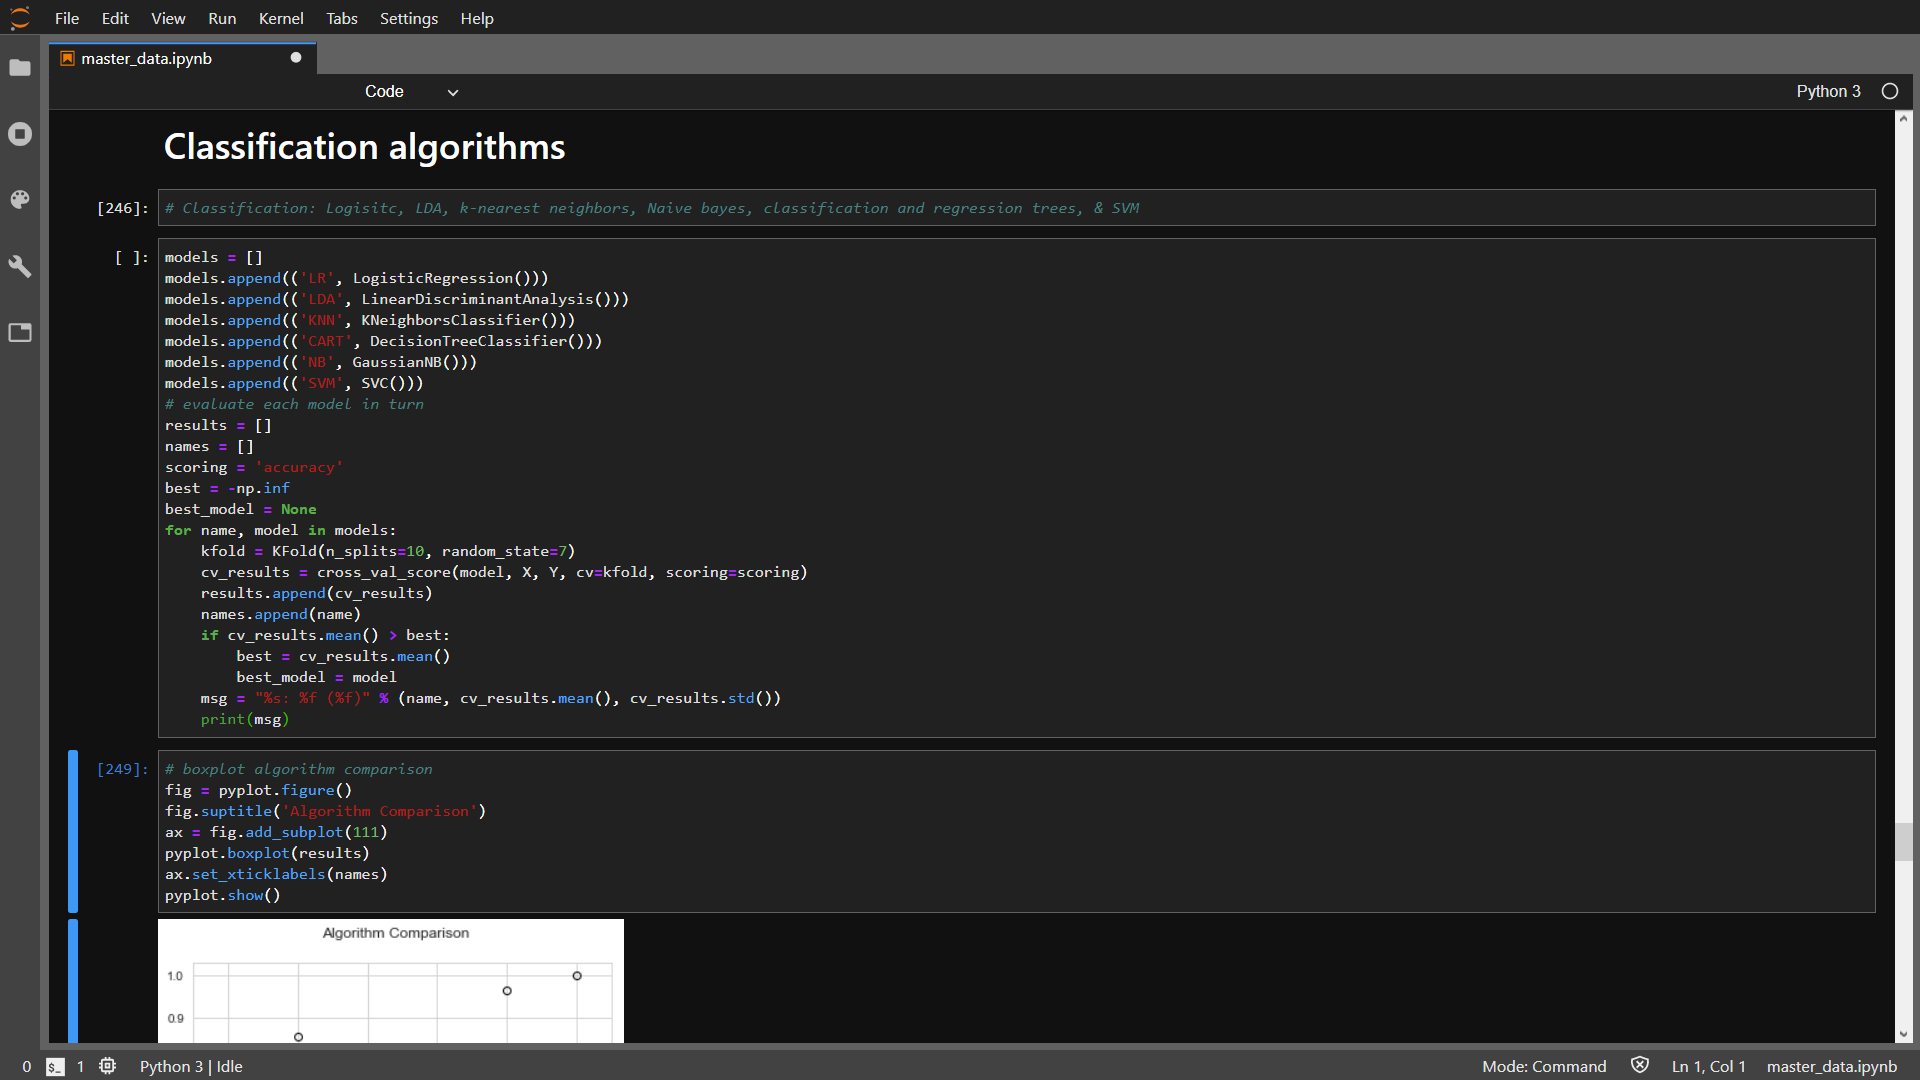 File Edit View Run Kernel Tabs Settings Help
master_data.ipynb
Code
Python 3
Classification algorithms
[246]: # Classification: Logisitc, LDA, k-nearest neighbors, Naive bayes, classification and regression trees, & SVM
[ ]: models = []
models.append(('LR', LogisticRegression()))
models.append(('LDA', LinearDiscriminantAnalysis()))
models.append(('KNN', KNeighborsClassifier()))
models.append(('CART', DecisionTreeClassifier()))
models.append(('NB', GaussianNB()))
models.append(('SVM', SVC()))
# evaluate each model in turn
results = []
names = []
scoring = 'accuracy'
best = -np.inf
best_model = None
for name, model in models:
    kfold = KFold(n_splits=10, random_state=7)
    cv_results = cross_val_score(model, X, Y, cv=kfold, scoring=scoring)
    results.append(cv_results)
    names.append(name)
    if cv_results.mean() > best:
        best = cv_results.mean()
        best_model = model
    msg = "%s: %f (%f)" % (name, cv_results.mean(), cv_results.std())
    print(msg)
[249]: # boxplot algorithm comparison
fig = pyplot.figure()
fig.suptitle('Algorithm Comparison')
ax = fig.add_subplot(111)
pyplot.boxplot(results)
ax.set_xticklabels(names)
pyplot.show()
Algorithm Comparison
1.0
0.9
0 $_ 1 Python 3 | Idle Mode: Command Ln 1, Col 1 master_data.ipynb